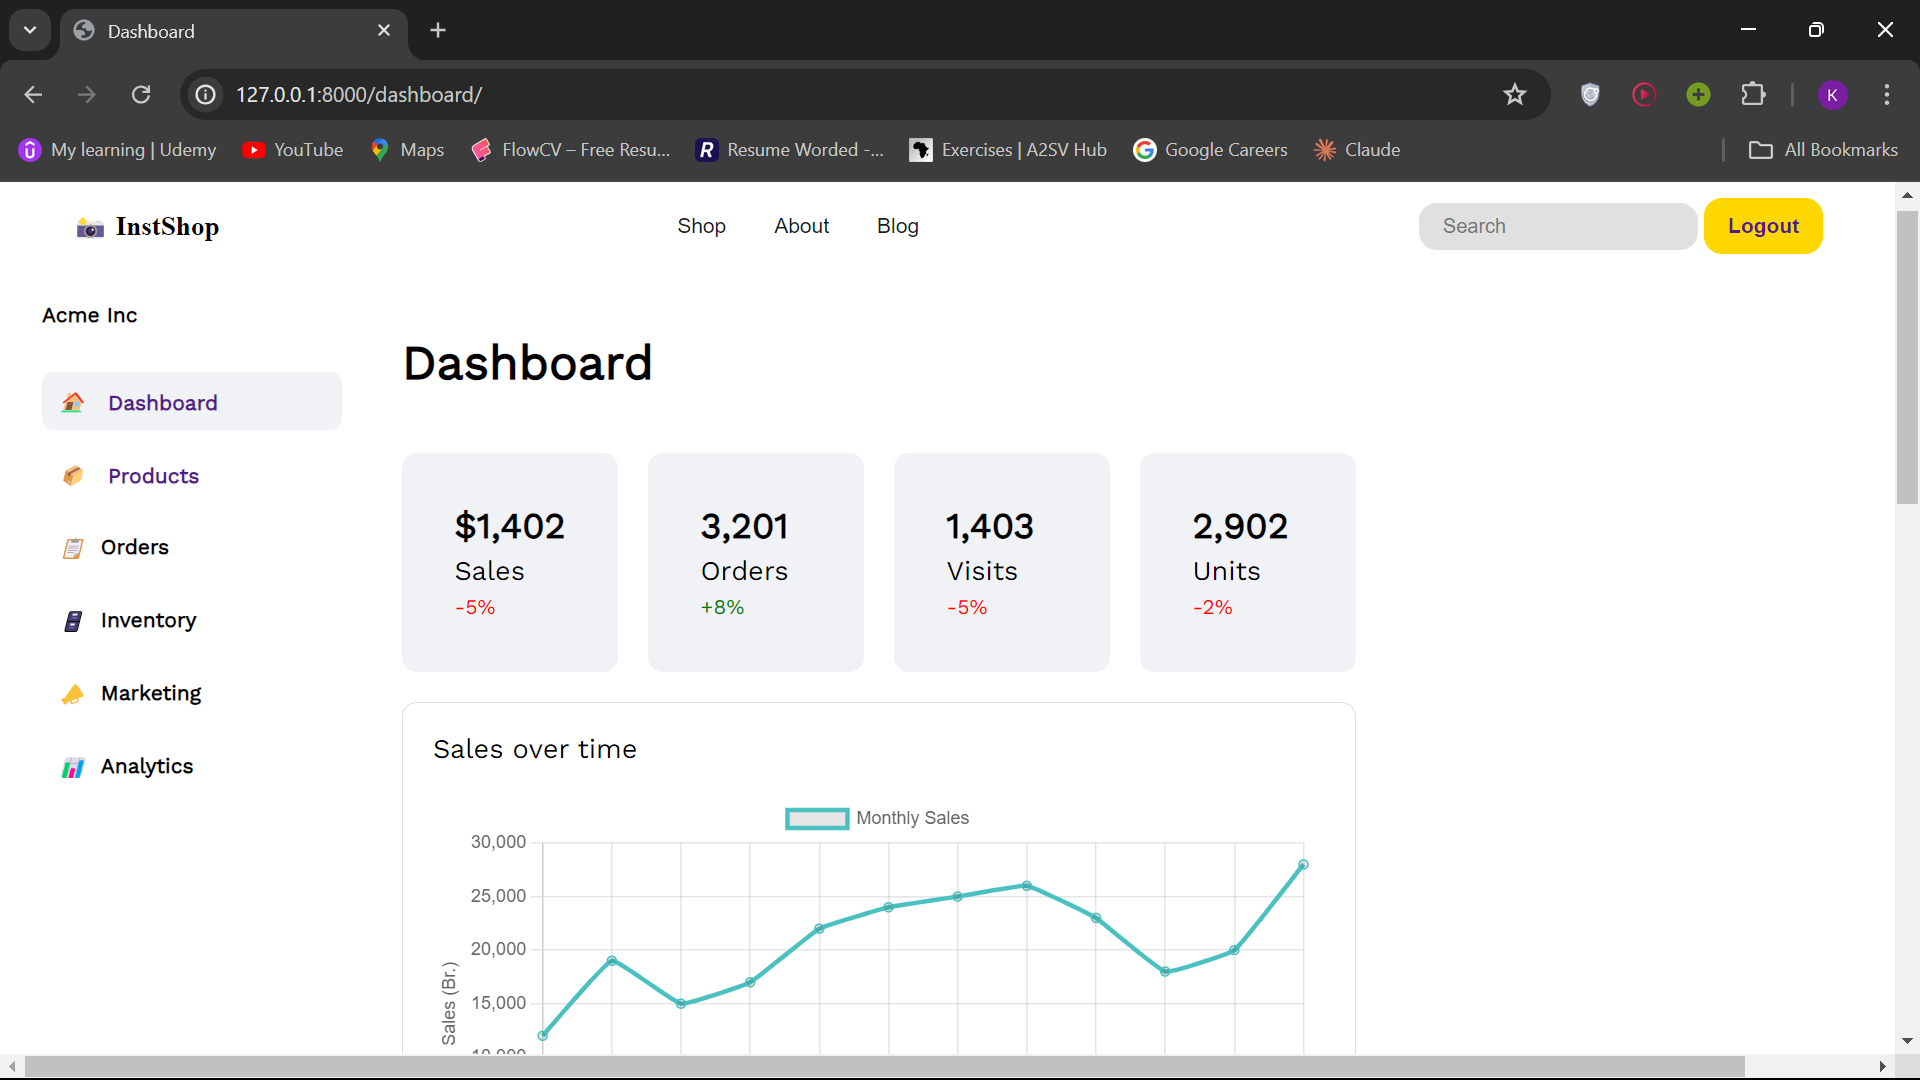 Dashboard
127.0.0.1:8000/dashboard/
K
My learning | Udemy
YouTube
Maps
FlowCV – Free Resu...
R
Resume Worded -...
Exercises | A2SV Hub
Google Careers
Claude
All Bookmarks
InstShop
Shop
About
Blog
Search
Logout
Acme Inc
Dashboard
Products
Orders
Inventory
Marketing
Analytics
Dashboard
$1,402
Sales
-5%
3,201
Orders
+8%
1,403
Visits
-5%
2,902
Units
-2%
Sales over time
Monthly Sales
30,000
25,000
20,000
15,000
10,000
Sales (Br.)